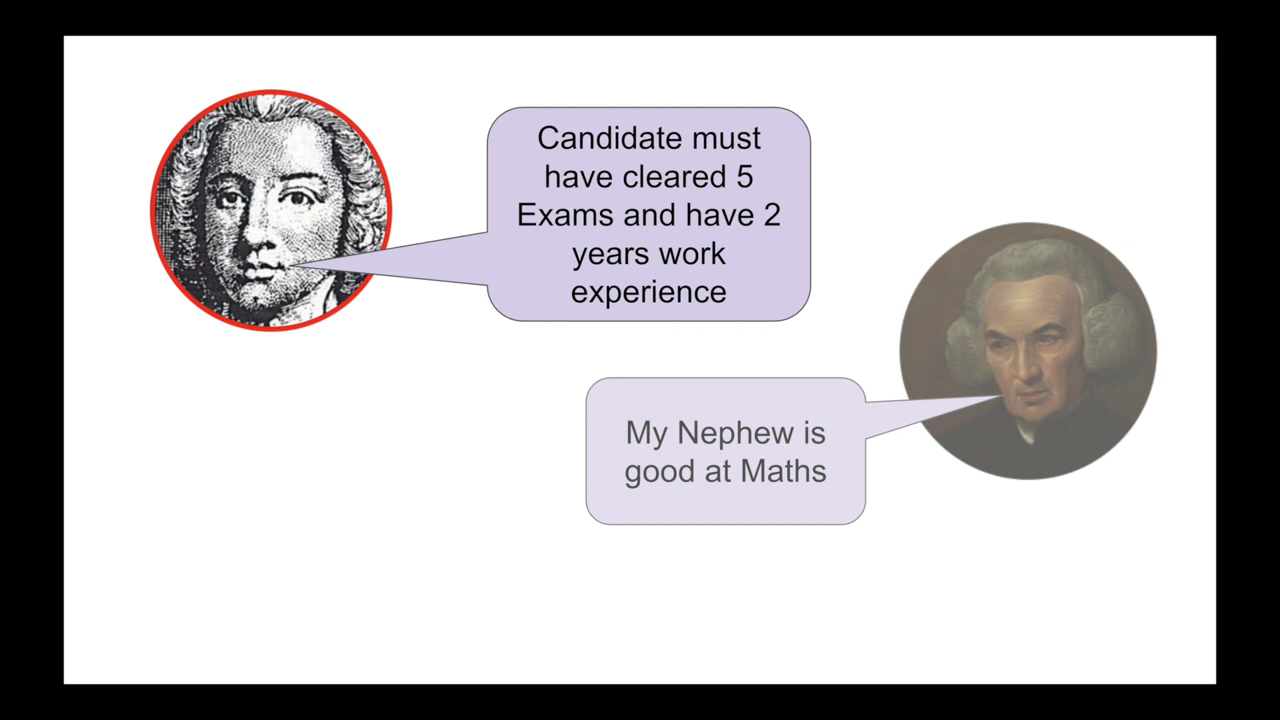 Candidate must
have cleared 5
Exams and have 2
years work
experience
My Nephew is
good at Maths